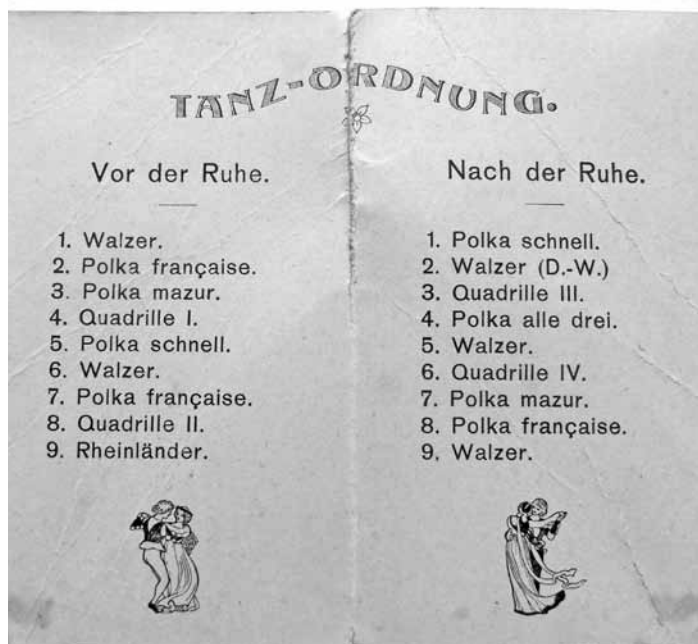 TANZ-ORDNUNG.
Vor der Ruhe.
1. Walzer.
2. Polka française.
3. Polka mazur.
4. Quadrille I.
5. Polka schnell.
6. Walzer.
7. Polka française.
8. Quadrille II.
9. Rheinländer.
Nach der Ruhe.
1. Polka schnell.
2. Walzer (D.-W.)
3. Quadrille III.
4. Polka alle drei.
5. Walzer.
6. Quadrille IV.
7. Polka mazur.
8. Polka française.
9. Walzer.